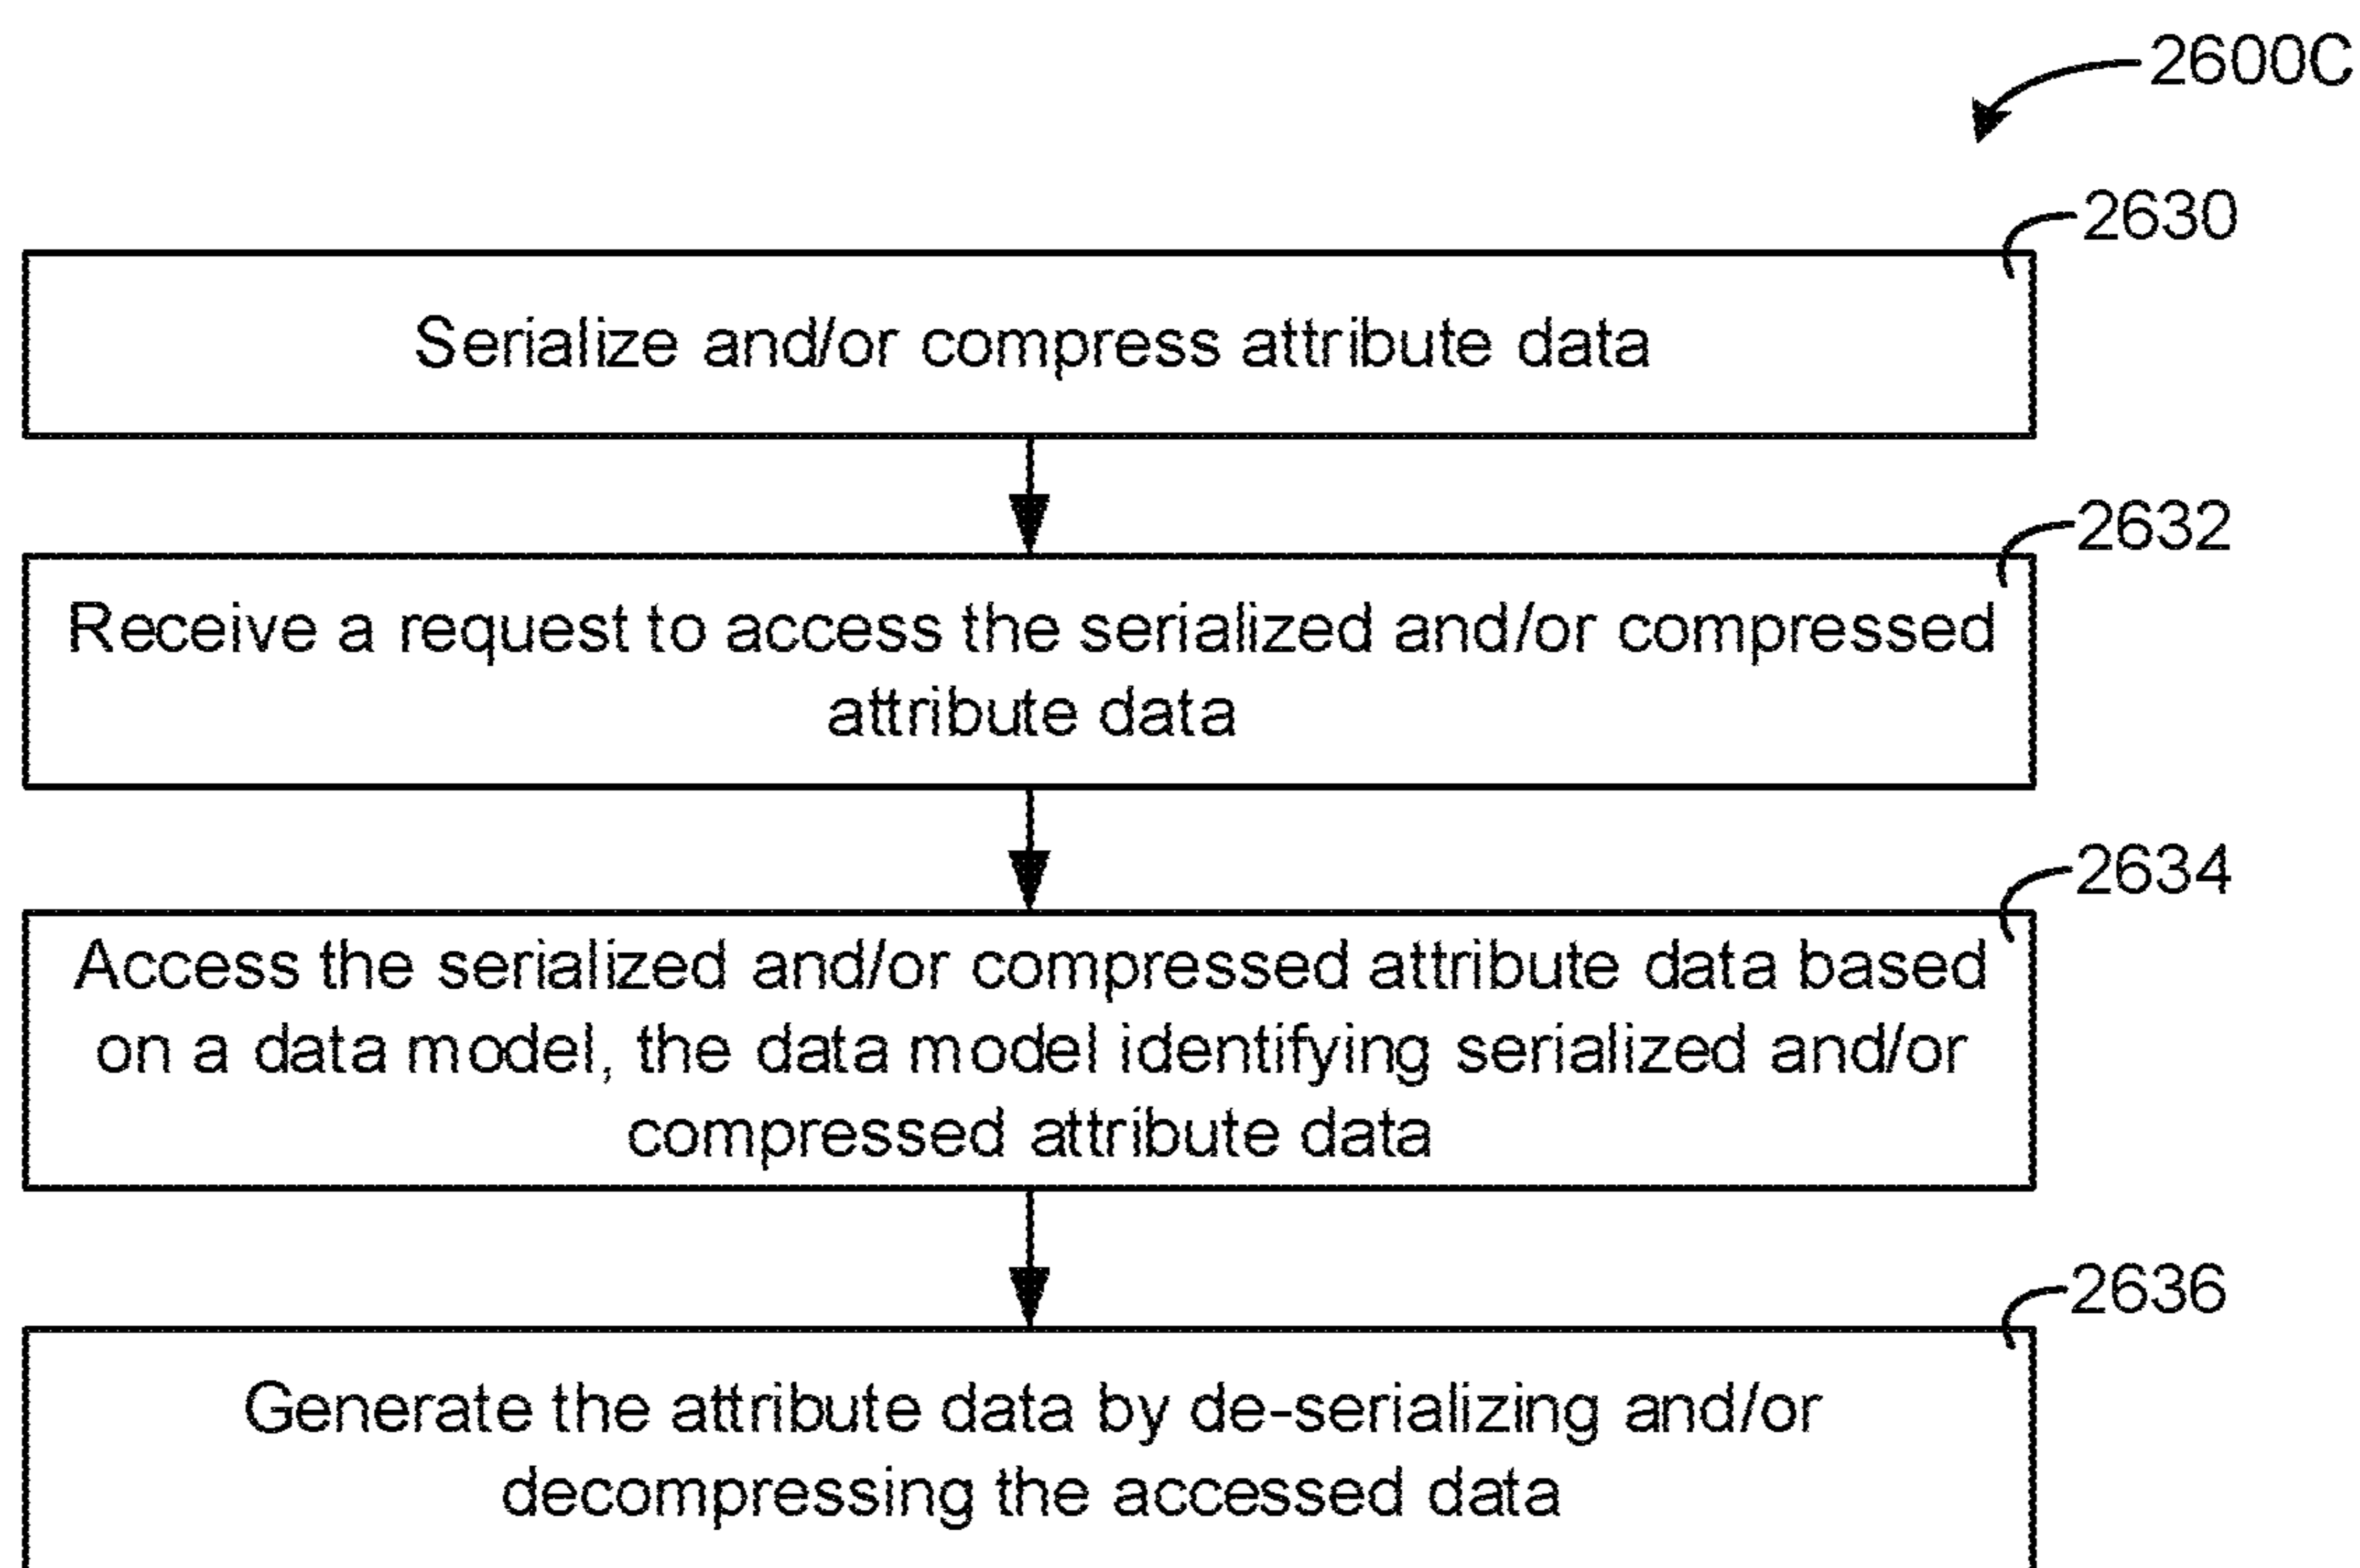 2600C
2630
Serialize and/or compress attribute data
2632
Receive a request to access the serialized and/or compressed
attribute data
2634
Access the serialized and/or compressed attribute data based
on a data model, the data model identifying serialized and/or
compressed attribute data
2636
Generate the attribute data by de-serializing and/or
decompressing the accessed data